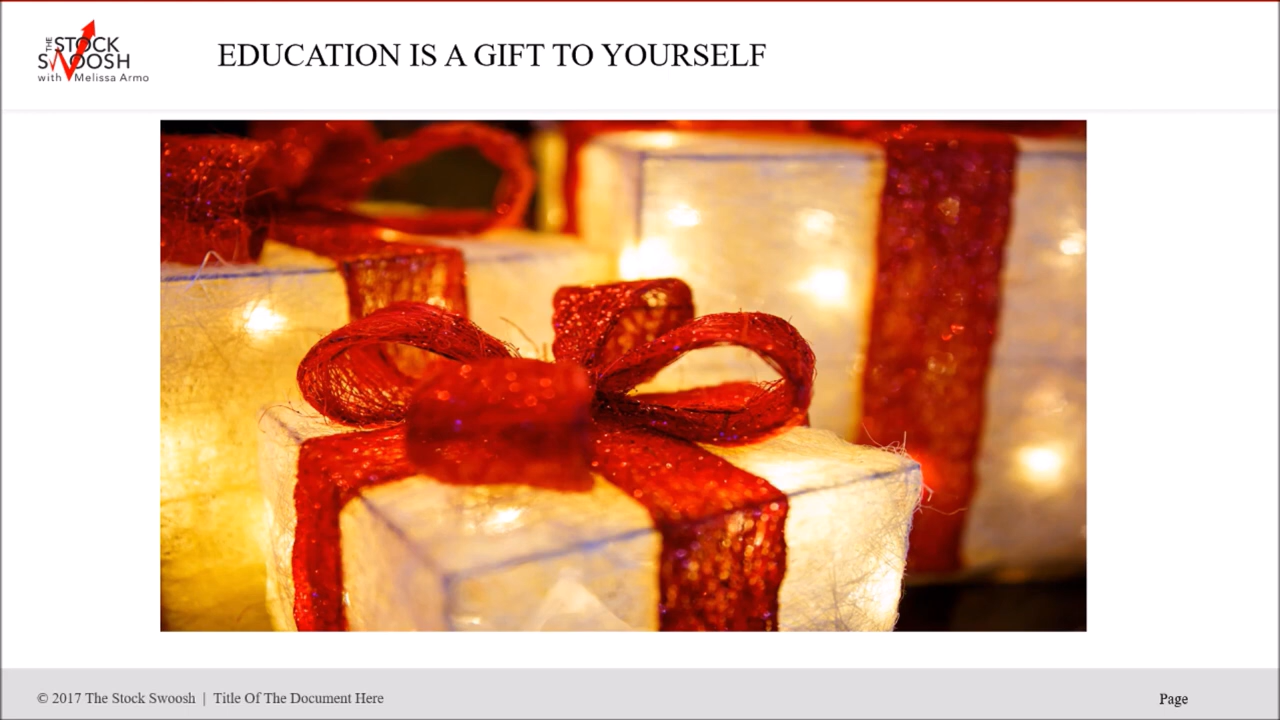 THE STOCK
SWOOSH
with Melissa Armo
EDUCATION IS A GIFT TO YOURSELF
© 2017 The Stock Swoosh | Title Of The Document Here
Page